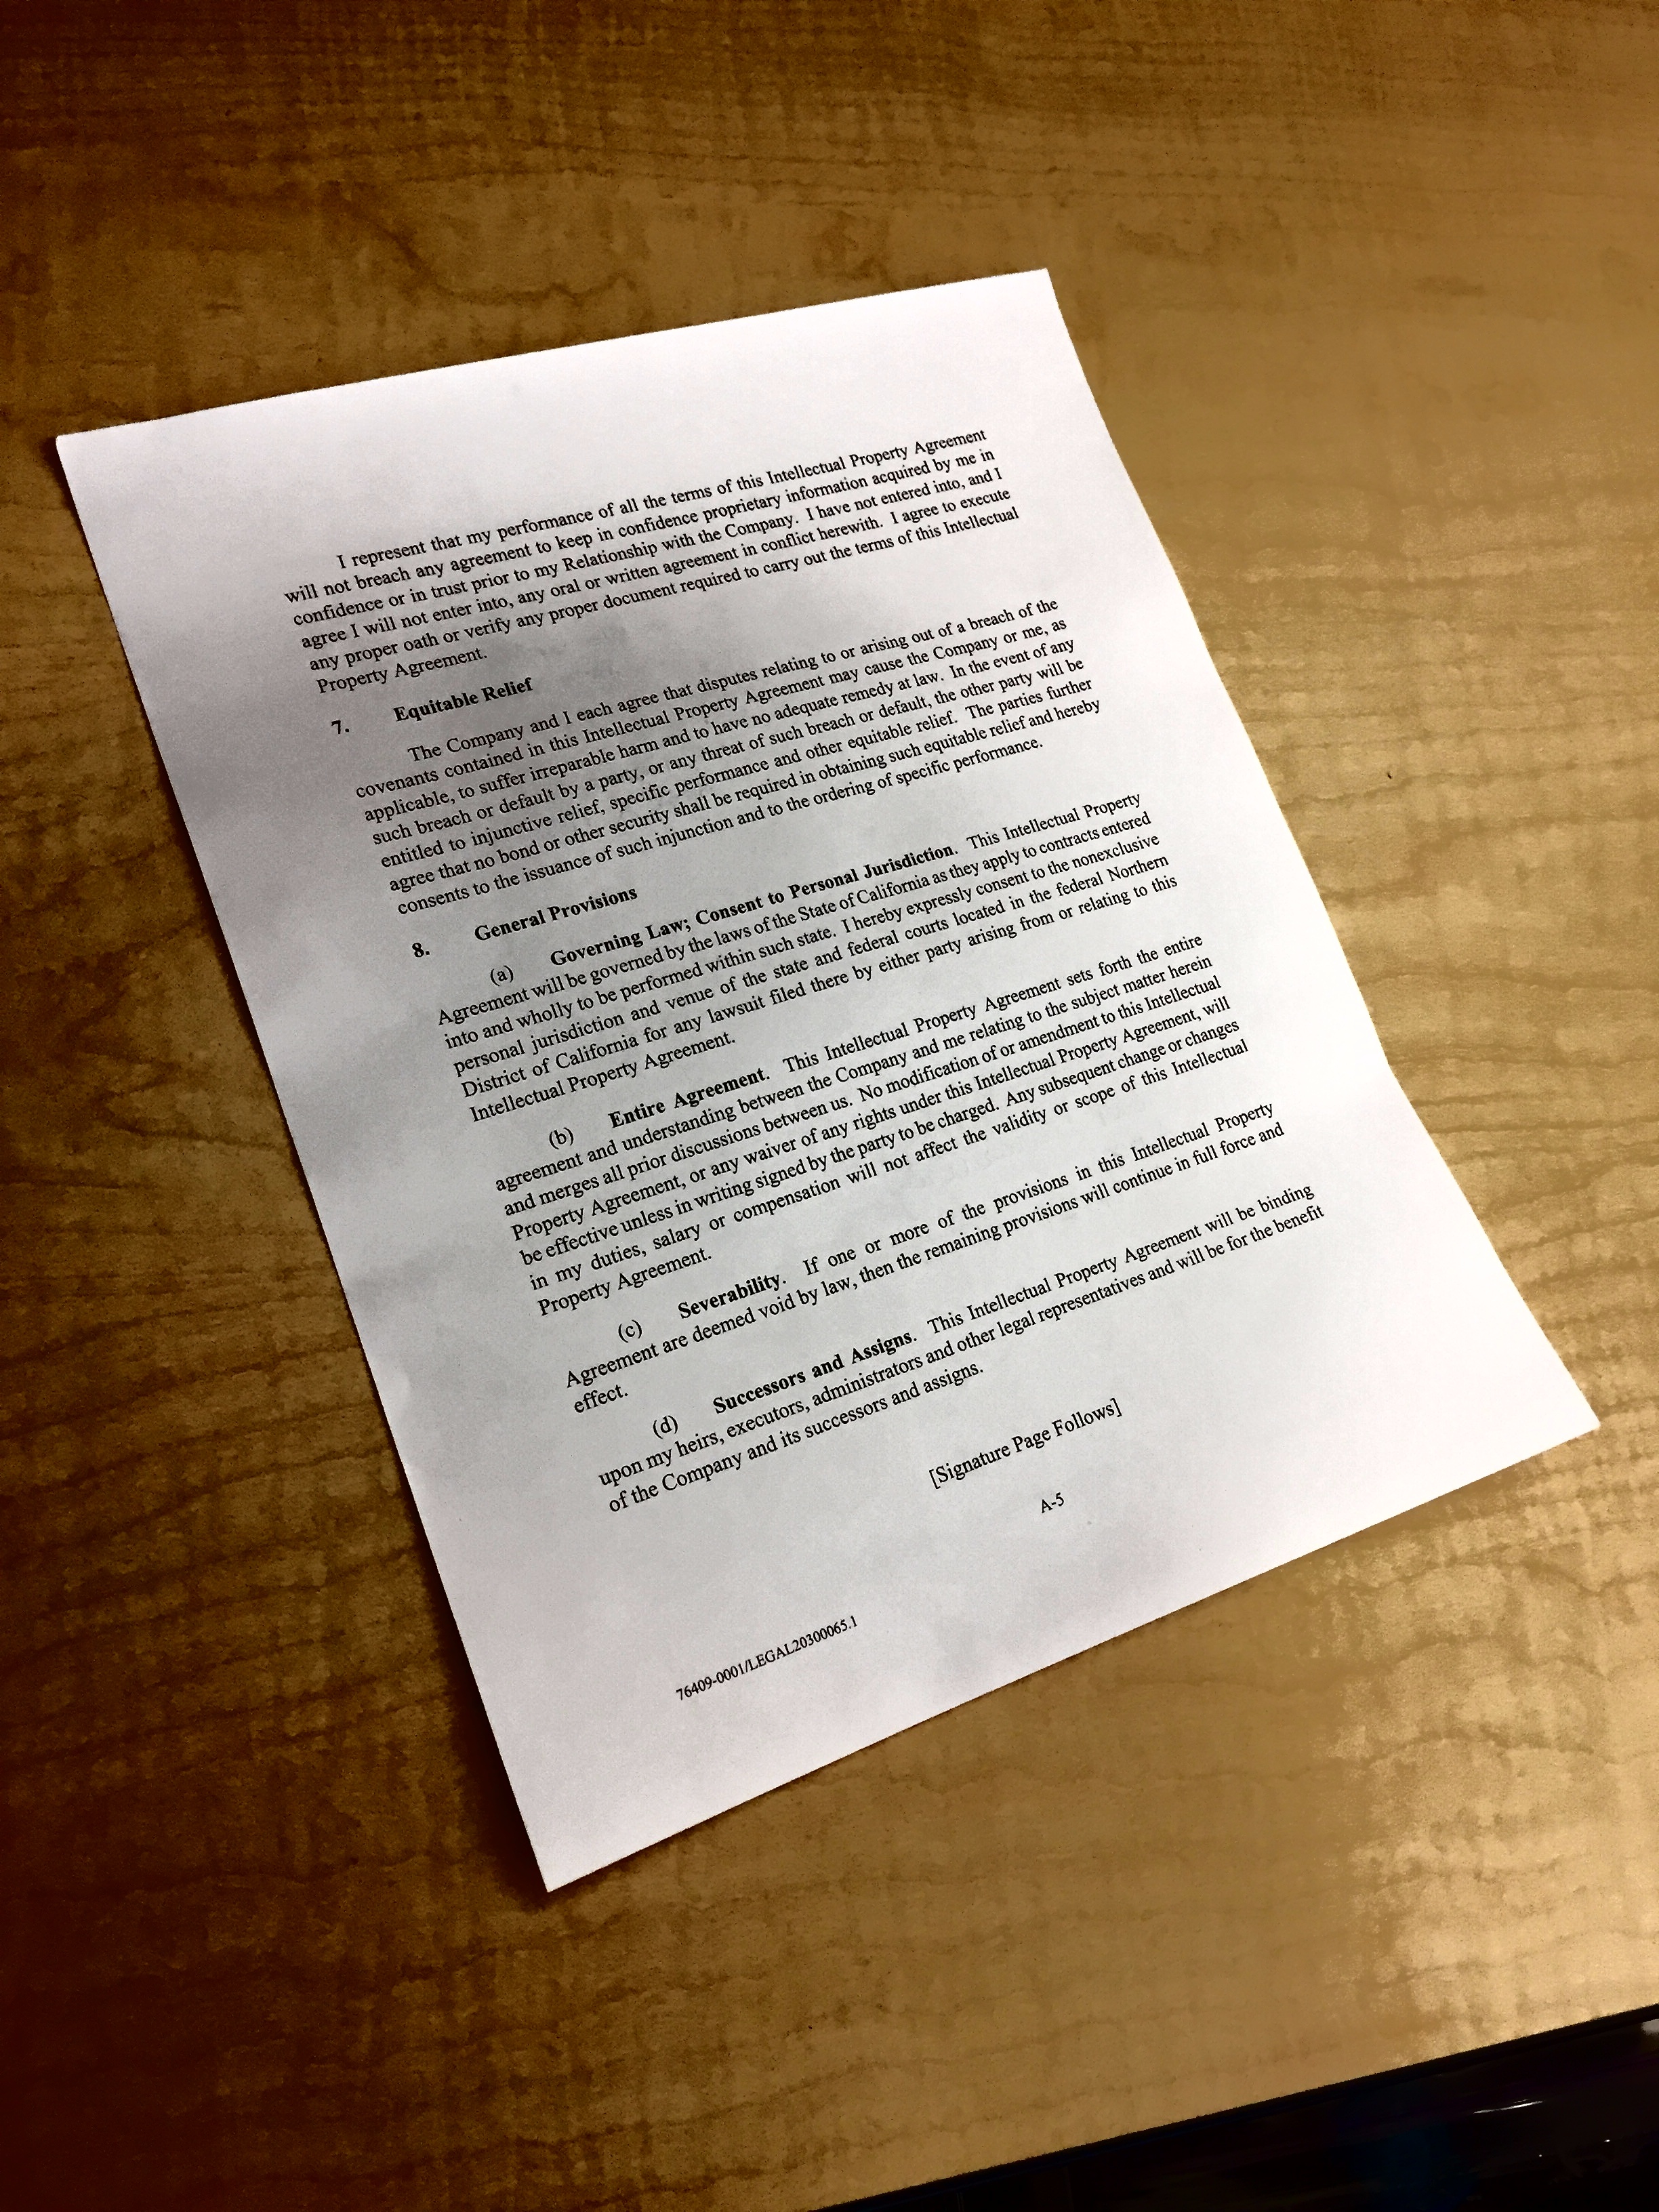 I represent that my performance of all the terms of this Intellectual Property Agreement
will not breach any agreement to keep in confidence proprietary information acquired by me in
confidence or in trust prior to my Relationship with the Company. I have not entered into, and I
agree I will not enter into, any oral or written agreement in conflict herewith. I agree to execute
any proper oath or verify any proper document required to carry out the terms of this Intellectual
Property Agreement.
7. Equitable Relief
The Company and I each agree that disputes relating to or arising out of a breach of the
covenants contained in this Intellectual Property Agreement may cause the Company or me, as
applicable, to suffer irreparable harm and to have no adequate remedy at law. In the event of any
such breach or default by a party, or any threat of such breach or default, the other party will be
entitled to injunctive relief, specific performance and other equitable relief. The parties further
agree that no bond or other security shall be required in obtaining such equitable relief and hereby
consents to the issuance of such injunction and to the ordering of specific performance.
8. General Provisions
(a) Governing Law; Consent to Personal Jurisdiction. This Intellectual Property
Agreement will be governed by the laws of the State of California as they apply to contracts entered
into and wholly to be performed within such state. I hereby expressly consent to the nonexclusive
personal jurisdiction and venue of the state and federal courts located in the federal Northern
District of California for any lawsuit filed there by either party arising from or relating to this
Intellectual Property Agreement.
(b) Entire Agreement. This Intellectual Property Agreement sets forth the entire
agreement and understanding between the Company and me relating to the subject matter herein
and merges all prior discussions between us. No modification of or amendment to this Intellectual
Property Agreement, or any waiver of any rights under this Intellectual Property Agreement, will
be effective unless in writing signed by the party to be charged. Any subsequent change or changes
in my duties, salary or compensation will not affect the validity or scope of this Intellectual
Property Agreement.
(c) Severability. If one or more of the provisions in this Intellectual Property
Agreement are deemed void by law, then the remaining provisions will continue in full force and
effect.
(d) Successors and Assigns. This Intellectual Property Agreement will be binding
upon my heirs, executors, administrators and other legal representatives and will be for the benefit
of the Company and its successors and assigns.
[Signature Page Follows]
A-5
76409-0001/LEGAL20300065.1